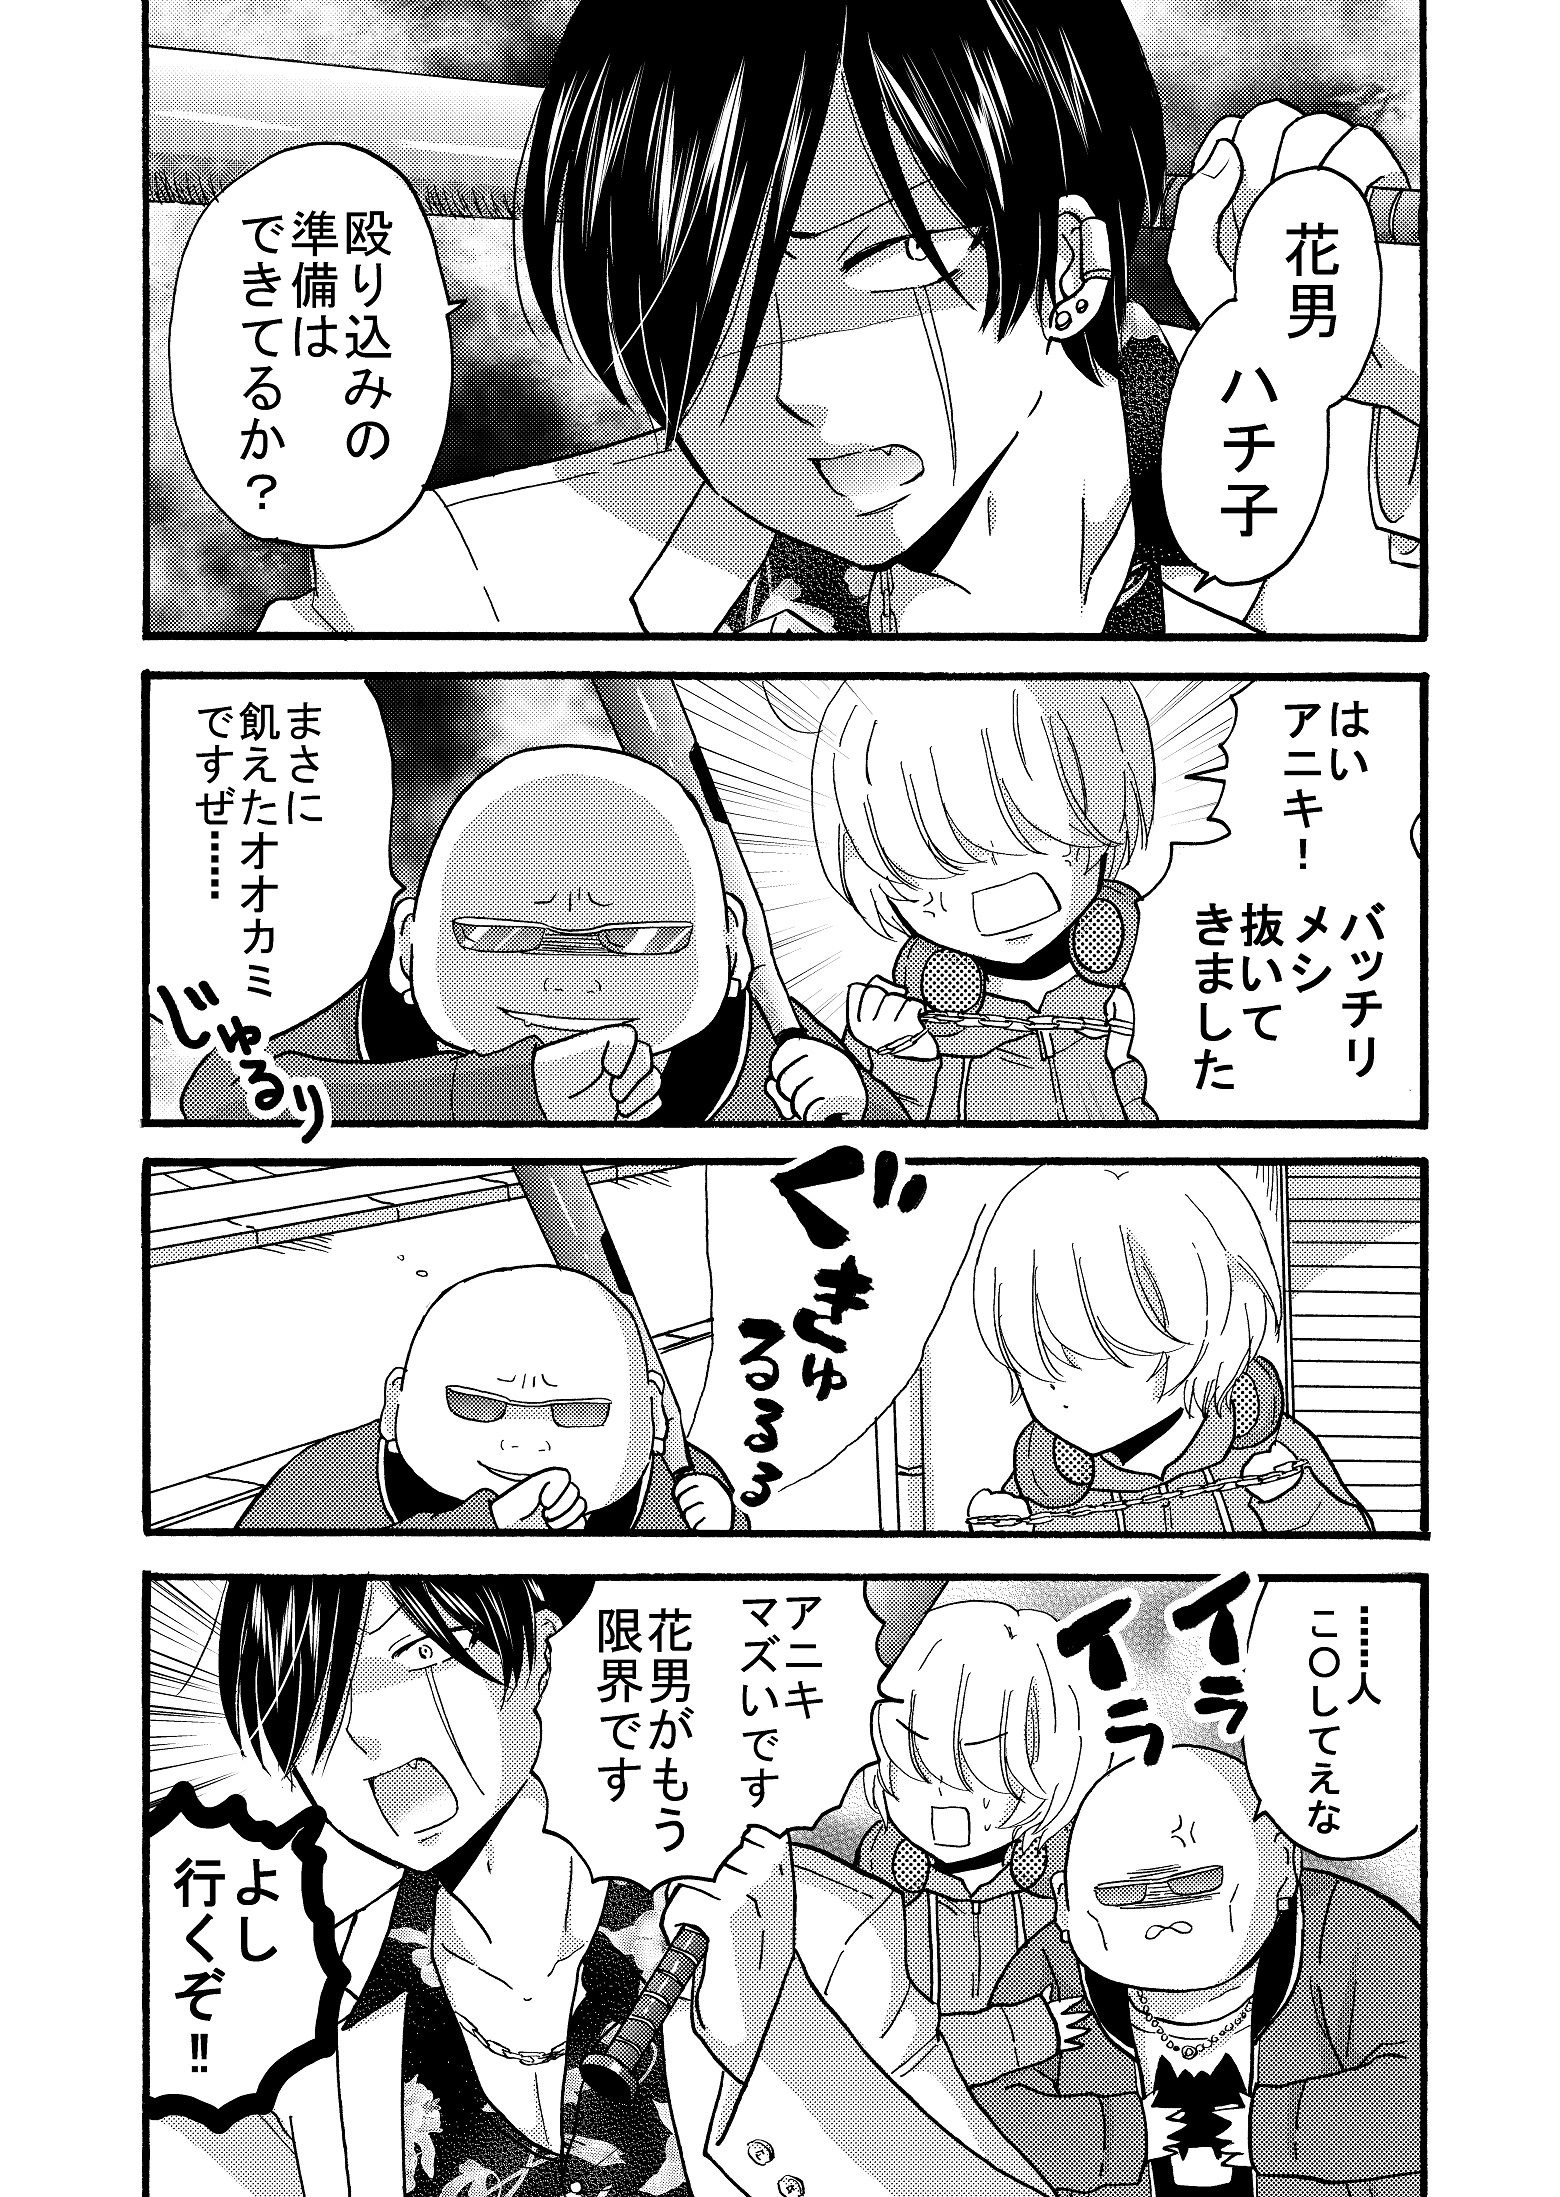 花男
ハチ子
殴り込みの
準備は
できてるか？
はい
アニキ！
バッチリ
メシ
抜いて
きました
まさに
飢えたオオカミ
ですぜ……
じゅるり
ぐきゅ
るるる
……人
こ〇してえな
イライラ
アニキ
マズいです
花男がもう
限界です
よし
行くぞ!!